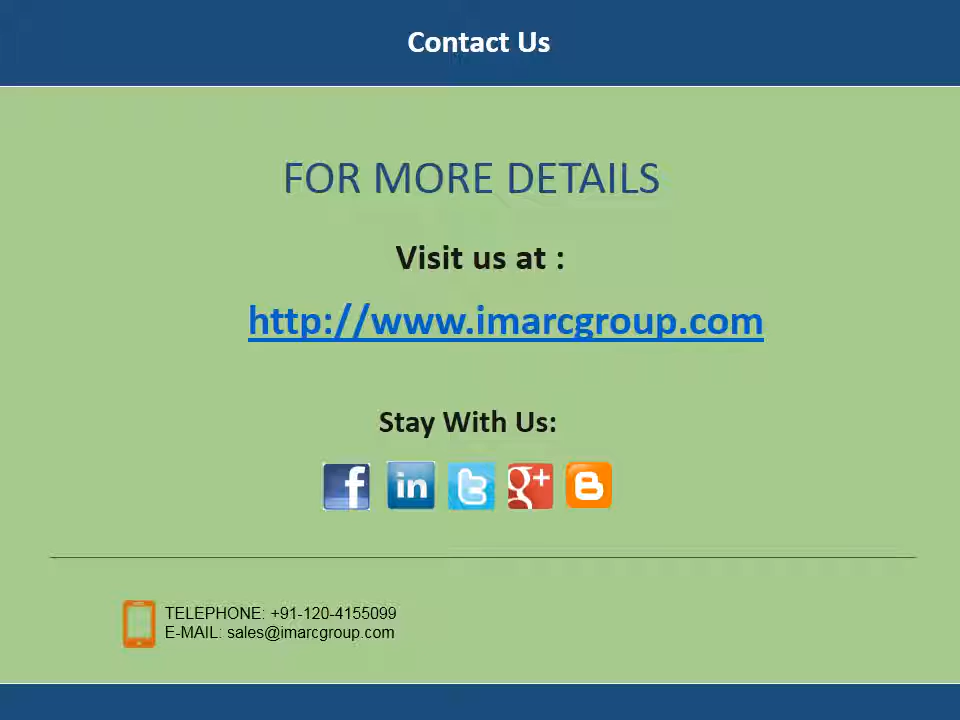 Contact Us
FOR MORE DETAILS
Visit us at :
http://www.imarcgroup.com
Stay With Us:
f in t g+ B
TELEPHONE: +91-120-4155099
E-MAIL: sales@imarcgroup.com